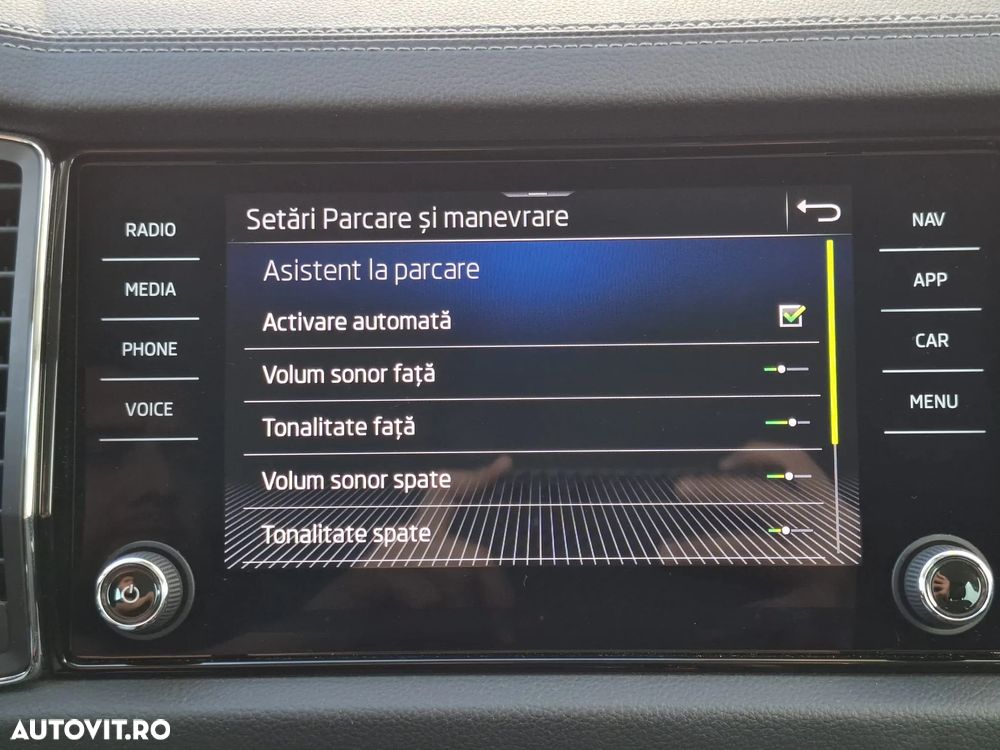 RADIO
MEDIA
PHONE
VOICE
Setări Parcare și manevrare
Asistent la parcare
Activare automată
Volum sonor față
Tonalitate față
Volum sonor spate
Tonalitate spate
NAV
APP
CAR
MENU
AUTOVIT.RO